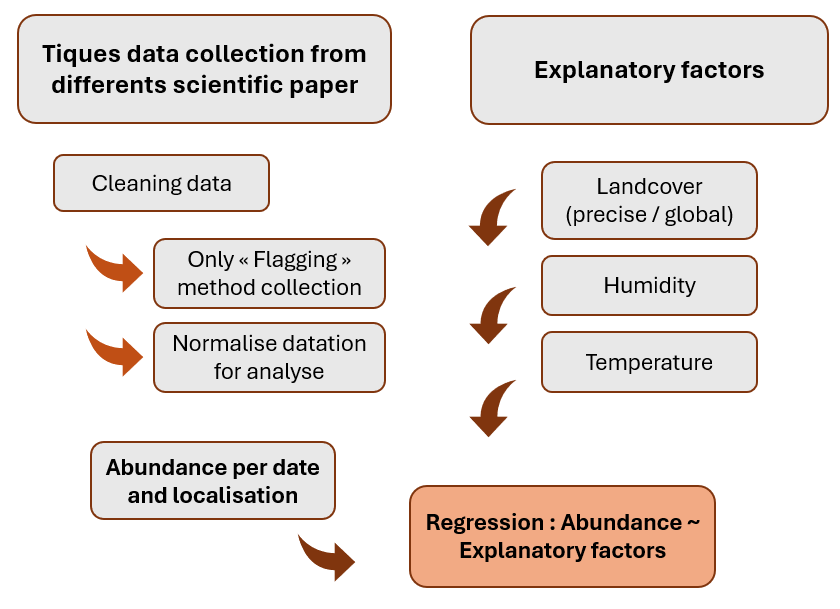 Tiques data collection from
differents scientific paper
Cleaning data
Only « Flagging »
method collection
Normalise datation
for analyse
Abundance per date
and localisation
Explanatory factors
Landcover
(precise / global)
Humidity
Temperature
Regression : Abundance ~
Explanatory factors